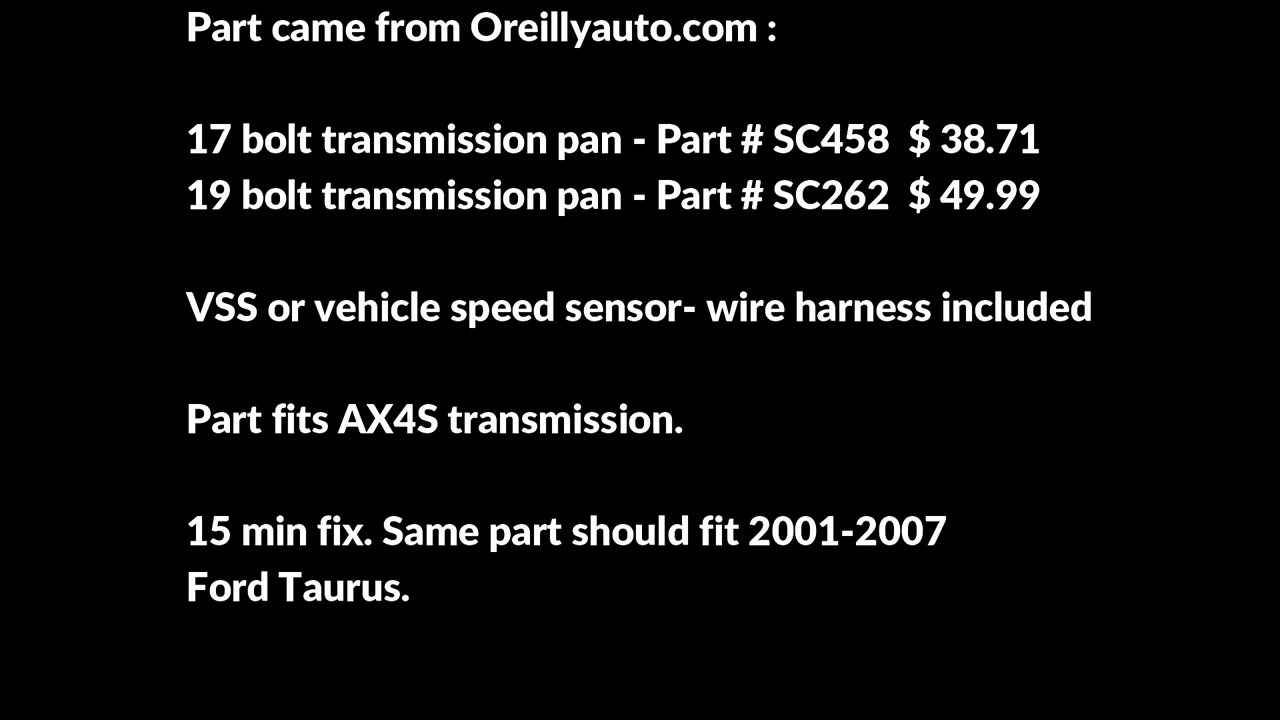 Part came from Oreillyauto.com :
17 bolt transmission pan - Part # SC458  $ 38.71
19 bolt transmission pan - Part # SC262  $ 49.99
VSS or vehicle speed sensor- wire harness included
Part fits AX4S transmission.
15 min fix. Same part should fit 2001-2007
Ford Taurus.